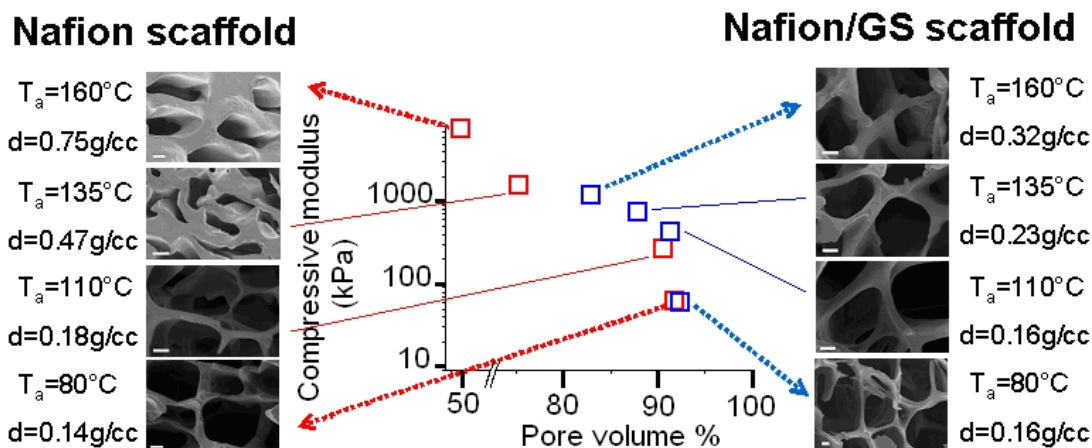 Nafion scaffold
Nafion/GS scaffold
Tₐ=160°C
d=0.75g/cc
Tₐ=135°C
d=0.47g/cc
Tₐ=110°C
d=0.18g/cc
Tₐ=80°C
d=0.14g/cc
Compressive modulus
(kPa)
1000
100
10
50
80
90
100
Pore volume %
Tₐ=160°C
d=0.32g/cc
Tₐ=135°C
d=0.23g/cc
Tₐ=110°C
d=0.16g/cc
Tₐ=80°C
d=0.16g/cc